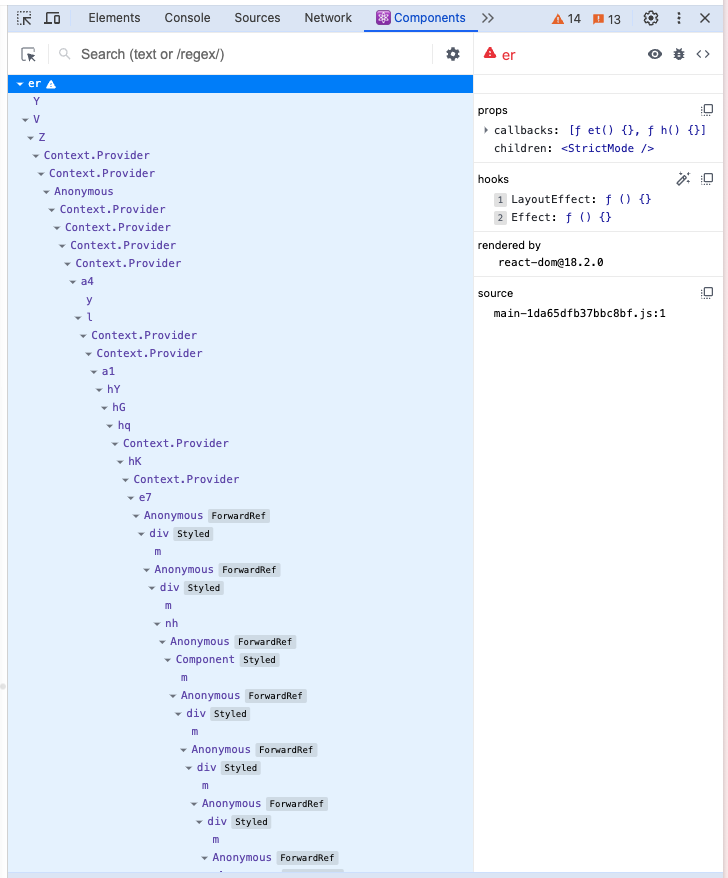 Elements Console Sources Network Components 14 13
Search (text or /regex/)
er
er
Y
V
Z
Context.Provider
Context.Provider
Anonymous
Context.Provider
Context.Provider
Context.Provider
Context.Provider
a4
y
l
Context.Provider
Context.Provider
a1
hY
hG
hq
Context.Provider
hK
Context.Provider
e7
Anonymous ForwardRef
div Styled
m
Anonymous ForwardRef
div Styled
m
nh
Anonymous ForwardRef
Component Styled
m
Anonymous ForwardRef
div Styled
m
Anonymous ForwardRef
div Styled
m
Anonymous ForwardRef
div Styled
m
Anonymous ForwardRef
props
callbacks: [ƒ et() {}, ƒ h() {}]
children: <StrictMode />
hooks
1 LayoutEffect: ƒ () {}
2 Effect: ƒ () {}
rendered by
react-dom@18.2.0
source
main-1da65dfb37bbc8bf.js:1